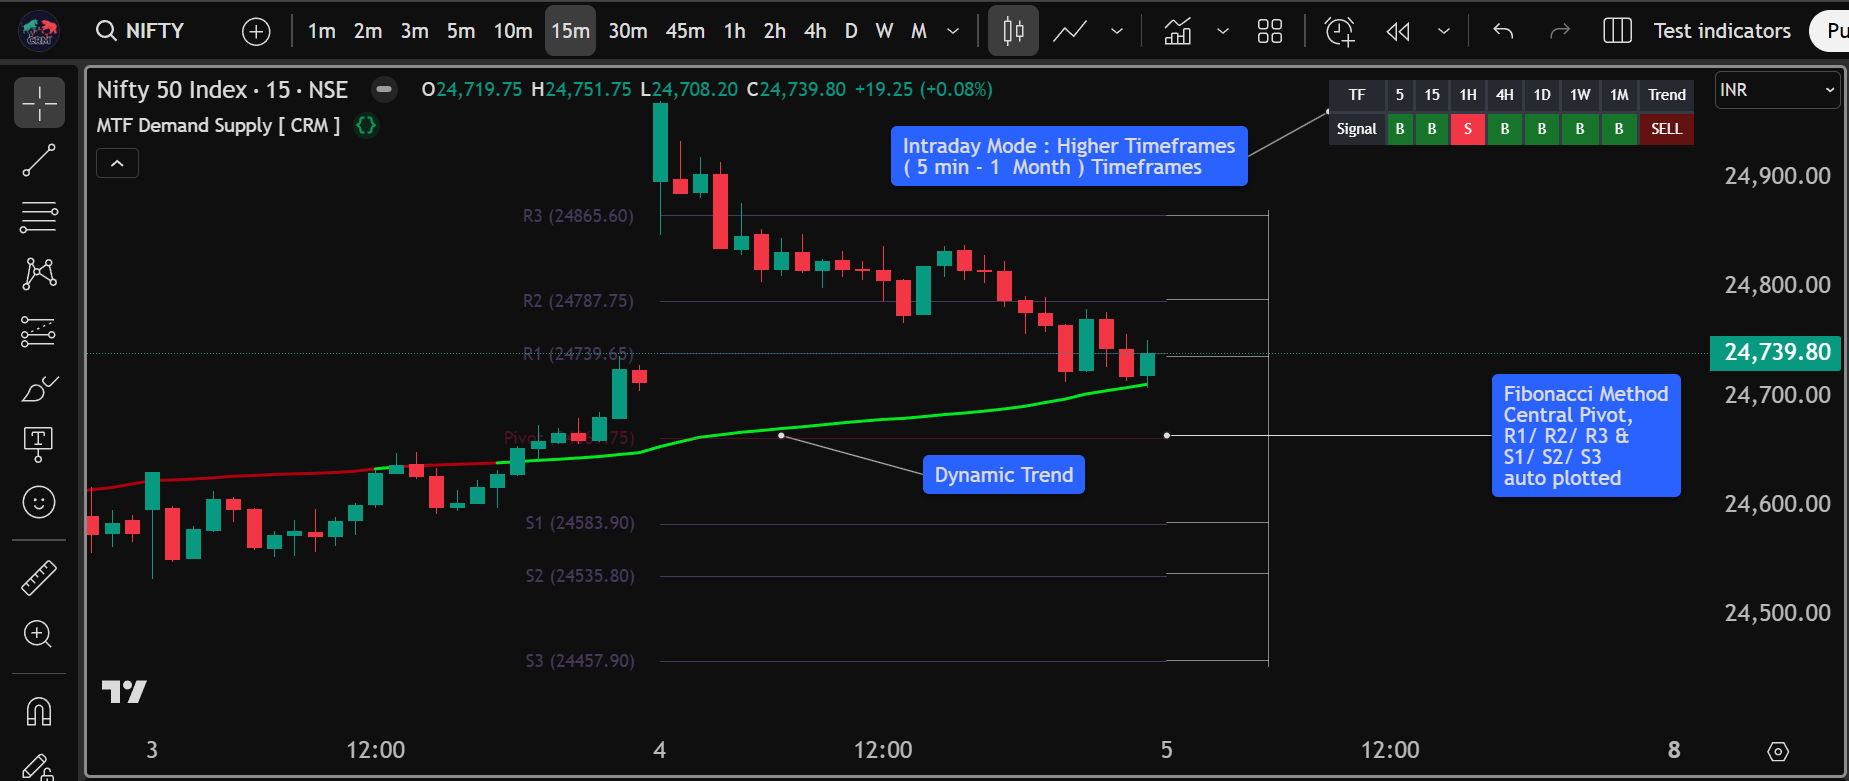 CRM
NIFTY
1m 2m 3m 5m 10m 15m 30m 45m 1h 2h 4h D W M
Test indicators
Pu
Nifty 50 Index · 15 · NSE
O24,719.75 H24,751.75 L24,708.20 C24,739.80 +19.25 (+0.08%)
MTF Demand Supply [ CRM ] {}
TF 5 15 1H 4H 1D 1W 1M Trend
Signal B B S B B B B SELL
INR
Intraday Mode : Higher Timeframes
( 5 min - 1 Month ) Timeframes
24,900.00
R3 (24865.60)
24,800.00
R2 (24787.75)
R1 (24739.65)
24,739.80
24,700.00
Fibonacci Method
Central Pivot,
R1/ R2/ R3 &
S1/ S2/ S3
auto plotted
Dynamic Trend
24,600.00
S1 (24583.90)
S2 (24535.80)
24,500.00
S3 (24457.90)
3 12:00 4 12:00 5 12:00 8